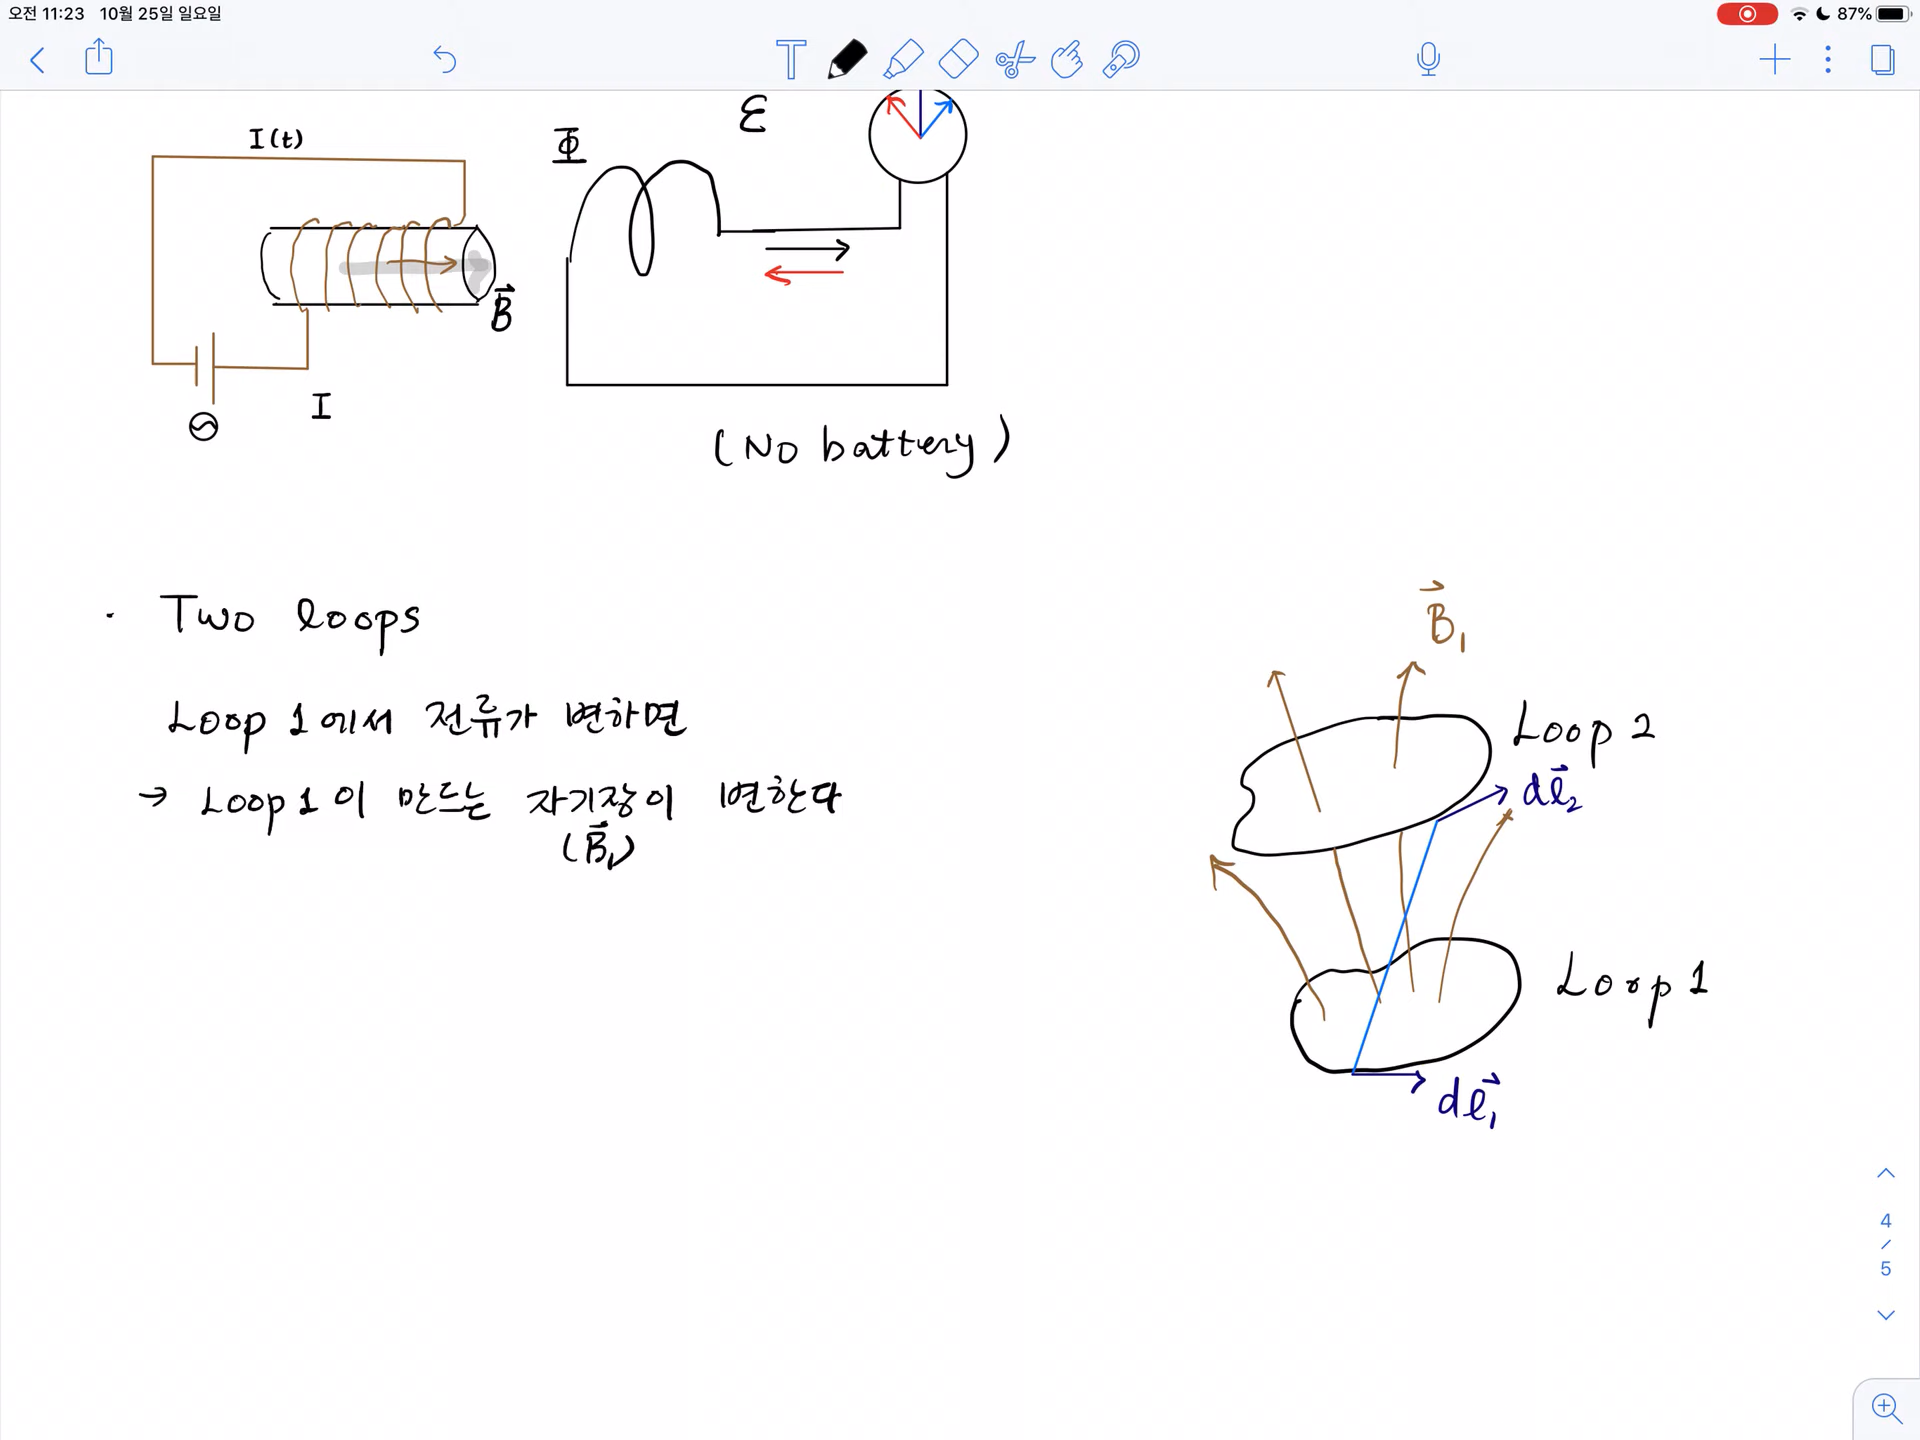 오전 11:23 10월 25일 일요일
87%
T
I(t)
Φ
ℰ
B⃗
I
(No battery)
· Two loops
Loop 1에서 전류가 변하면
→ Loop 1이 만드는 자기장이 변한다
(B⃗₁)
B⃗₁
Loop 2
dℓ⃗₂
Loop 1
dℓ⃗₁
4
/
5